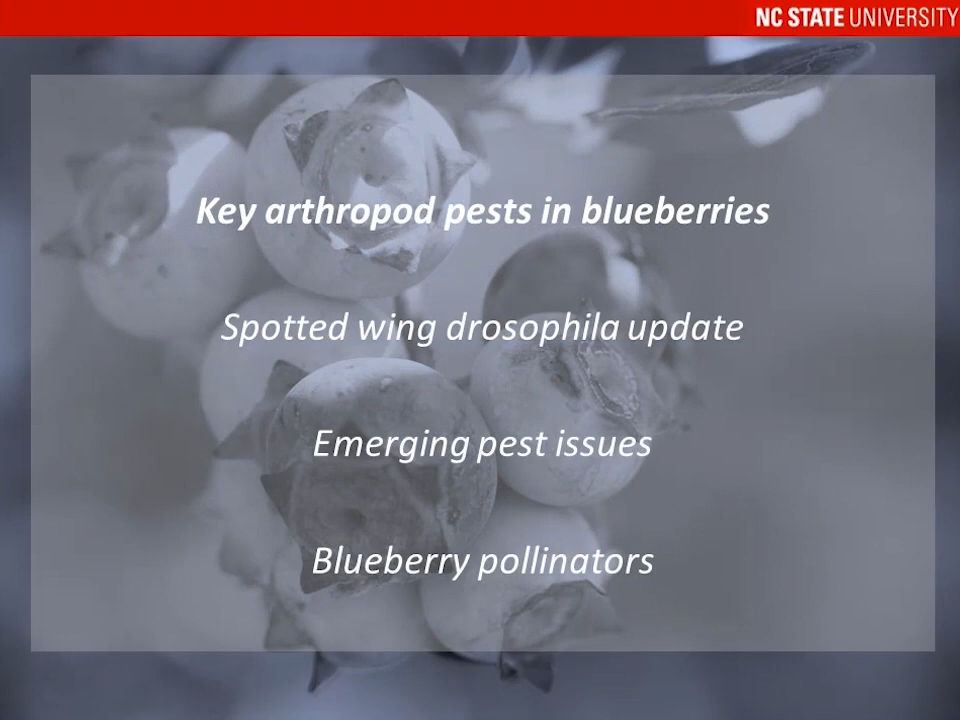 NC STATE UNIVERSITY
Key arthropod pests in blueberries
Spotted wing drosophila update
Emerging pest issues
Blueberry pollinators